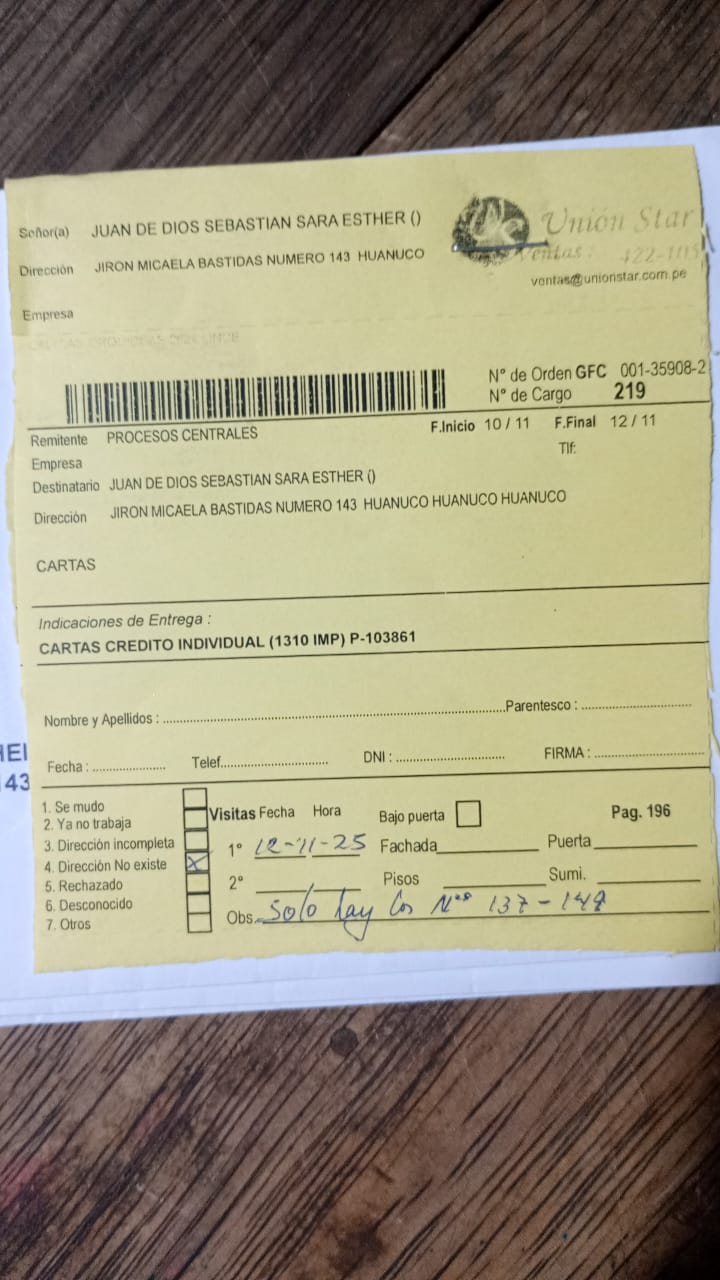 Señor(a) JUAN DE DIOS SEBASTIAN SARA ESTHER ()
Unión Star
Dirección JIRON MICAELA BASTIDAS NUMERO 143 HUANUCO
Ventas: 422-1105
ventas@unionstar.com.pe
Empresa
N° de Orden GFC 001-35908-2
N° de Cargo 219
Remitente PROCESOS CENTRALES
F.Inicio 10 / 11 F.Final 12 / 11
Empresa
Tlf:
Destinatario JUAN DE DIOS SEBASTIAN SARA ESTHER ()
Dirección JIRON MICAELA BASTIDAS NUMERO 143 HUANUCO HUANUCO HUANUCO
CARTAS
Indicaciones de Entrega :
CARTAS CREDITO INDIVIDUAL (1310 IMP) P-103861
Nombre y Apellidos : Parentesco :
Fecha : Telef. DNI : FIRMA :
1. Se mudo
2. Ya no trabaja
3. Dirección incompleta
4. Dirección No existe X
5. Rechazado
6. Desconocido
7. Otros
Visitas Fecha Hora Bajo puerta Pag. 196
1° 12-11-25 Fachada Puerta
2° Pisos Sumi.
Obs. Solo hay los Nos 137 -
143